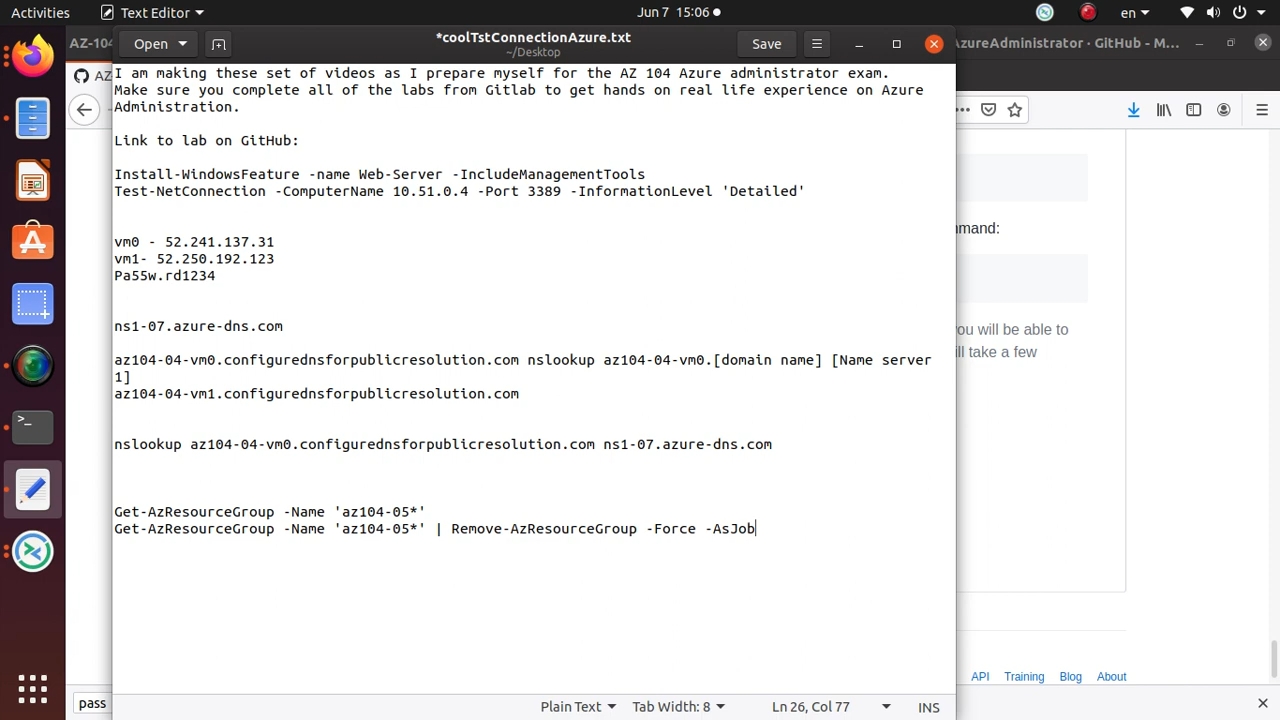 Activities
Text Editor
Jun 7 15:06
en
AZ-104
AzureAdministrator · GitHub - M...
Open
*coolTstConnectionAzure.txt
~/Desktop
Save
AZ
I am making these set of videos as I prepare myself for the AZ 104 Azure administrator exam.
Make sure you complete all of the labs from Gitlab to get hands on real life experience on Azure
Administration.
Link to lab on GitHub:
Install-WindowsFeature -name Web-Server -IncludeManagementTools
Test-NetConnection -ComputerName 10.51.0.4 -Port 3389 -InformationLevel 'Detailed'
mmand:
vm0 - 52.241.137.31
vm1- 52.250.192.123
Pa55w.rd1234
ns1-07.azure-dns.com
you will be able to
ill take a few
az104-04-vm0.configurednsforpublicresolution.com nslookup az104-04-vm0.[domain name] [Name server
1]
az104-04-vm1.configurednsforpublicresolution.com
nslookup az104-04-vm0.configurednsforpublicresolution.com ns1-07.azure-dns.com
Get-AzResourceGroup -Name 'az104-05*'
Get-AzResourceGroup -Name 'az104-05*' | Remove-AzResourceGroup -Force -AsJob
API Training Blog About
pass
Plain Text
Tab Width: 8
Ln 26, Col 77
INS